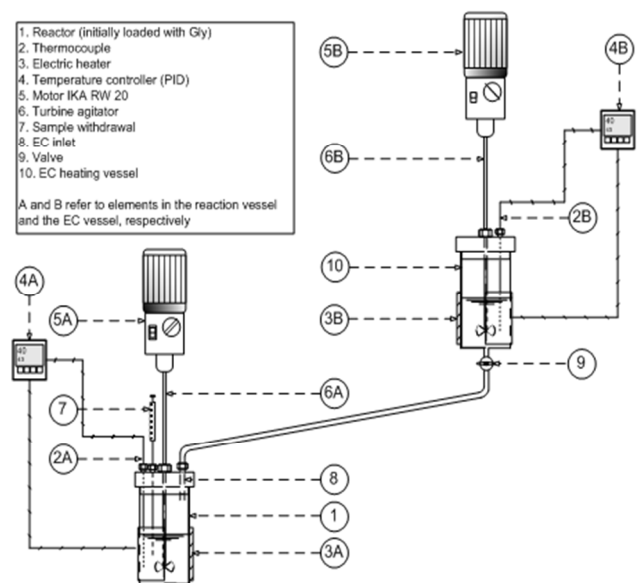 1. Reactor (initially loaded with Gly)
2. Thermocouple
3. Electric heater
4. Temperature controller (PID)
5. Motor IKA RW 20
6. Turbine agitator
7. Sample withdrawal
8. EC inlet
9. Valve
10. EC heating vessel
A and B refer to elements in the reaction vessel
and the EC vessel, respectively
5B
4B
40
6B
2B
10
3B
9
4A
5A
40
7
6A
2A
8
1
3A